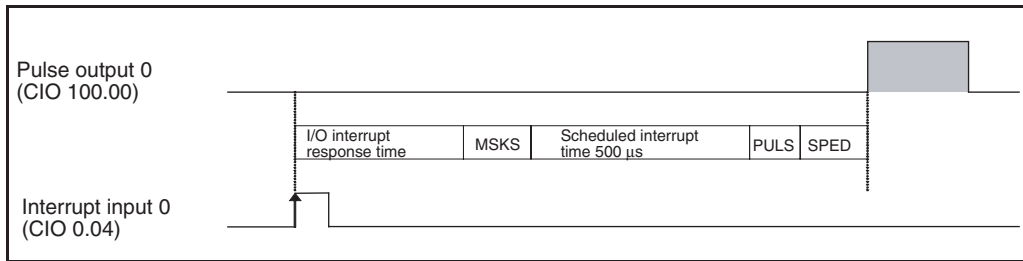 Pulse output 0
(CIO 100.00)
I/O interrupt
response time
MSKS
Scheduled interrupt
time 500 μs
PULS
SPED
Interrupt input 0
(CIO 0.04)